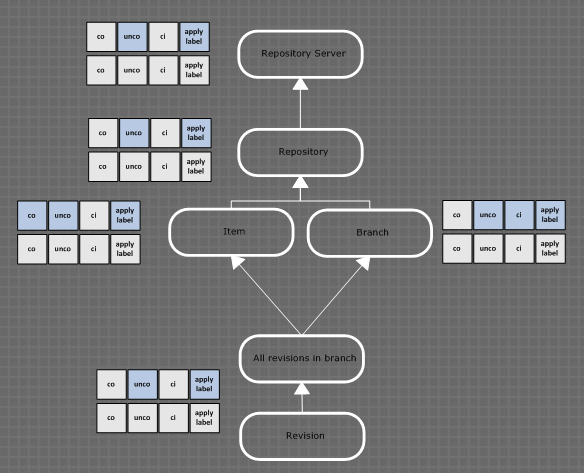 co unco ci apply label
co unco ci apply label
Repository Server
co unco ci apply label
co unco ci apply label
Repository
co unco ci apply label
co unco ci apply label
Item
Branch
co unco ci apply label
co unco ci apply label
All revisions in branch
co unco ci apply label
co unco ci apply label
Revision